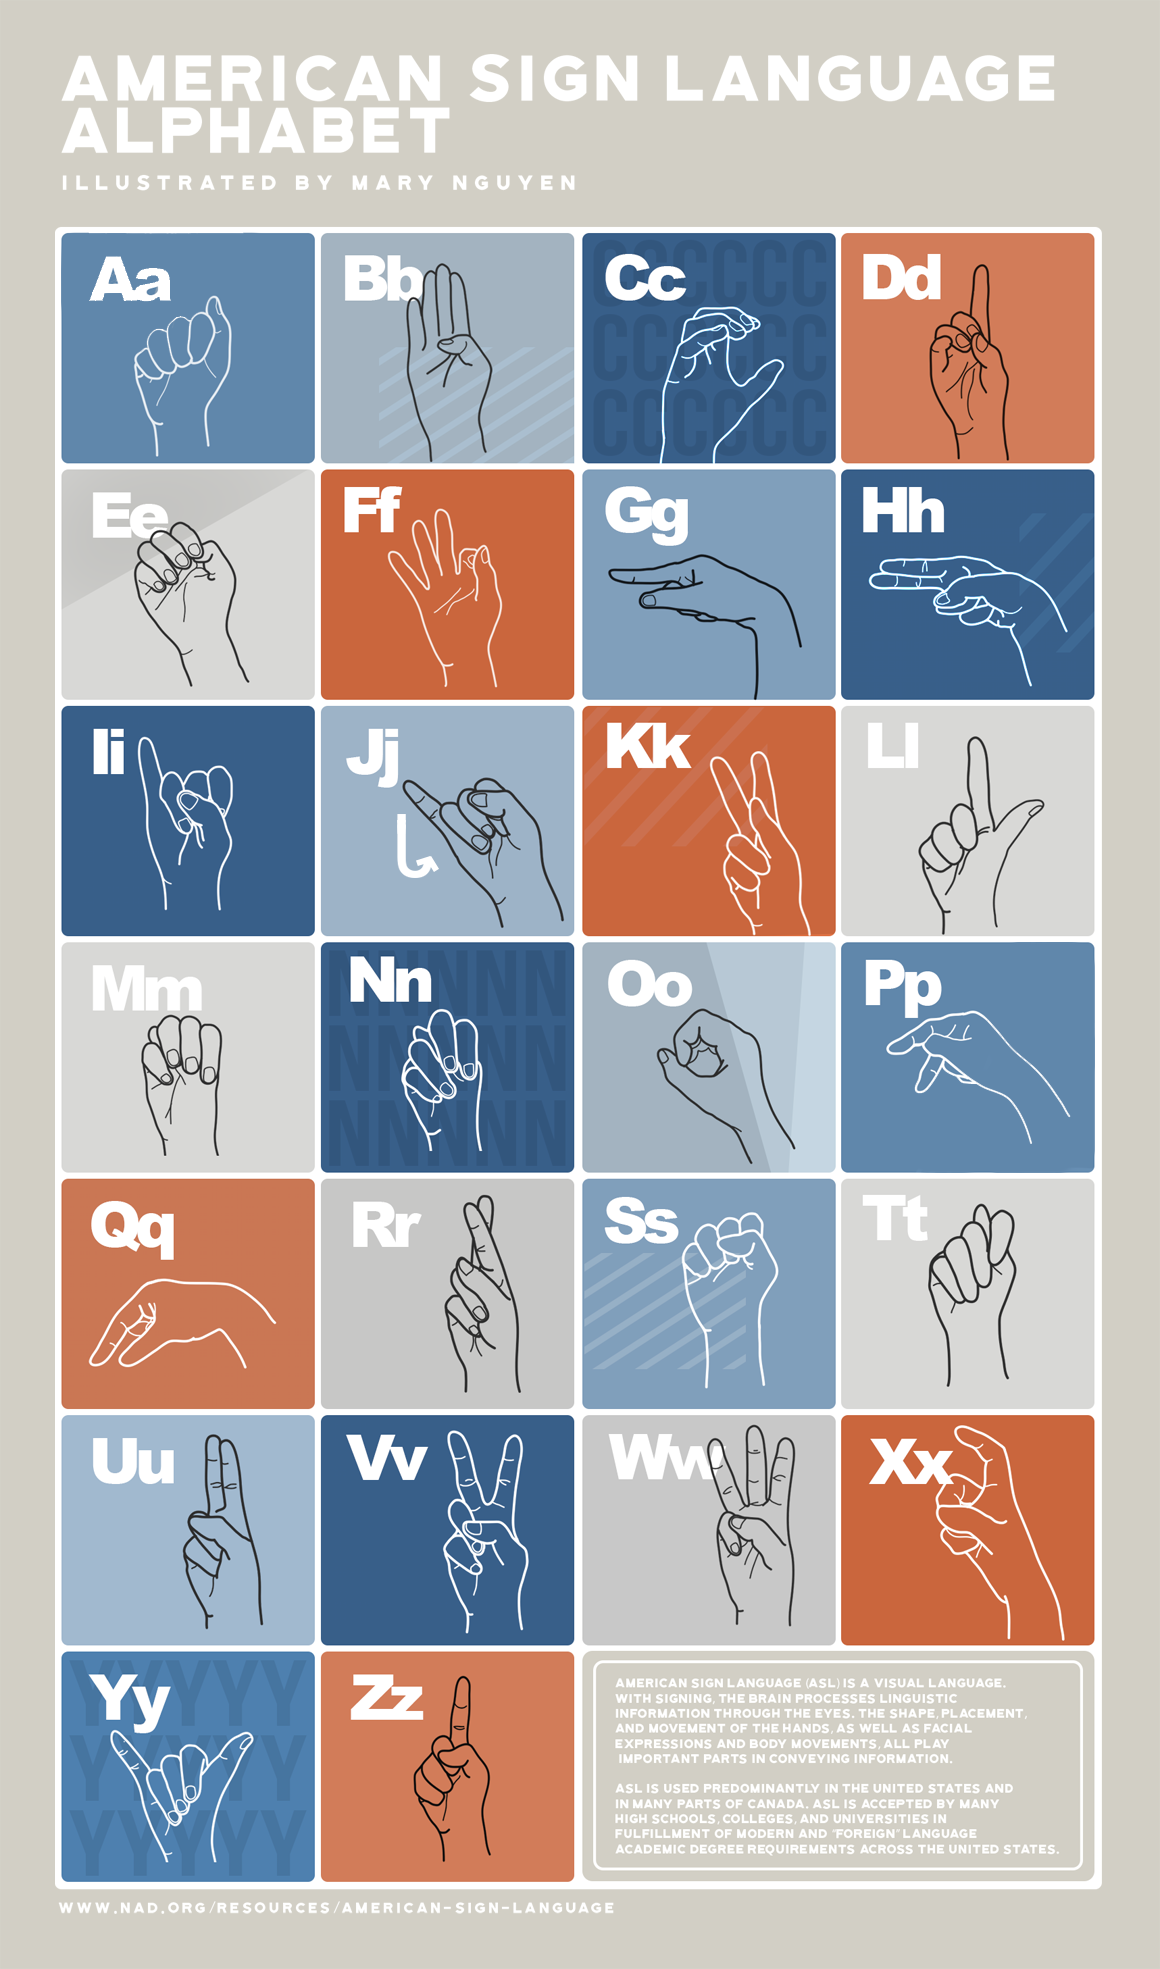 AMERICAN SIGN LANGUAGE
ALPHABET
ILLUSTRATED BY MARY NGUYEN
Aa
Bb
Cc
Dd
Ee
Ff
Gg
Hh
Ii
Jj
Kk
Ll
Mm
Nn
Oo
Pp
Qq
Rr
Ss
Tt
Uu
Vv
Ww
Xx
Yy
Zz
AMERICAN SIGN LANGUAGE (ASL) IS A VISUAL LANGUAGE.
WITH SIGNING, THE BRAIN PROCESSES LINGUISTIC
INFORMATION THROUGH THE EYES. THE SHAPE, PLACEMENT,
AND MOVEMENT OF THE HANDS, AS WELL AS FACIAL
EXPRESSIONS AND BODY MOVEMENTS, ALL PLAY
IMPORTANT PARTS IN CONVEYING INFORMATION.
ASL IS USED PREDOMINANTLY IN THE UNITED STATES AND
IN MANY PARTS OF CANADA. ASL IS ACCEPTED BY MANY
HIGH SCHOOLS, COLLEGES, AND UNIVERSITIES IN
FULFILLMENT OF MODERN AND "FOREIGN" LANGUAGE
ACADEMIC DEGREE REQUIREMENTS ACROSS THE UNITED STATES.
WWW.NAD.ORG/RESOURCES/AMERICAN-SIGN-LANGUAGE